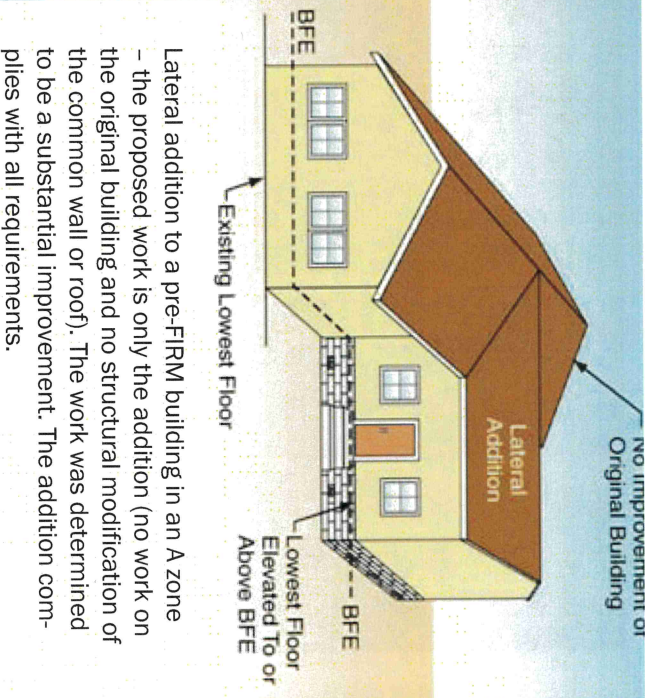 No Improvement of
Original Building
Lateral
Addition
BFE
BFE
Existing Lowest Floor
Lowest Floor
Elevated To or
Above BFE
Lateral addition to a pre-FIRM building in an A zone
– the proposed work is only the addition (no work on
the original building and no structural modification of
the common wall or roof). The work was determined
to be a substantial improvement. The addition com-
plies with all requirements.